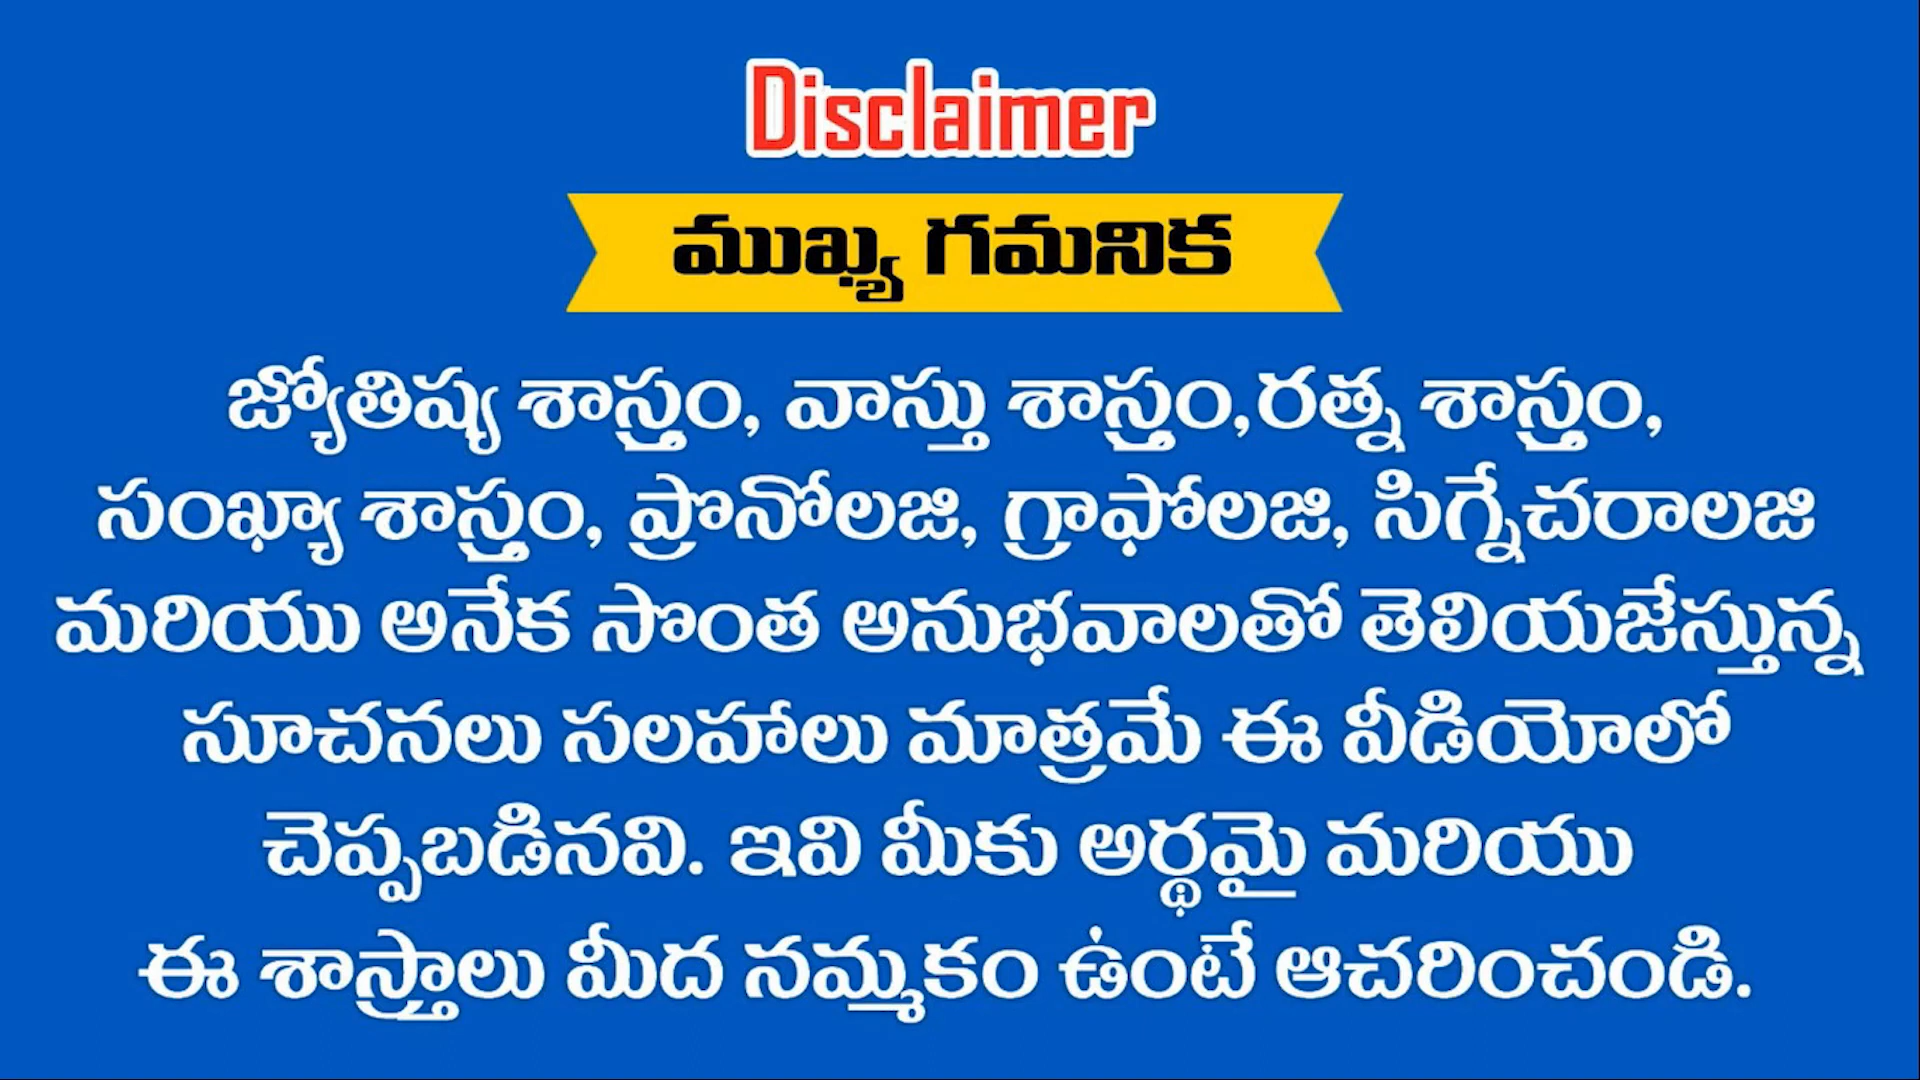 Disclaimer
ముఖ్య గమనిక
జ్యోతిష్య శాస్త్రం, వాస్తు శాస్త్రం,రత్న శాస్త్రం,
సంఖ్యా శాస్త్రం, ప్రొనోలజి, గ్రాఫోలజి, సిగ్నేచరాలజి
మరియు అనేక సొంత అనుభవాలతో తెలియజేస్తున్న
సూచనలు సలహాలు మాత్రమే ఈ వీడియోలో
చెప్పబడినవి. ఇవి మీకు అర్థమై మరియు
ఈ శాస్త్రాలు మీద నమ్మకం ఉంటే ఆచరించండి.